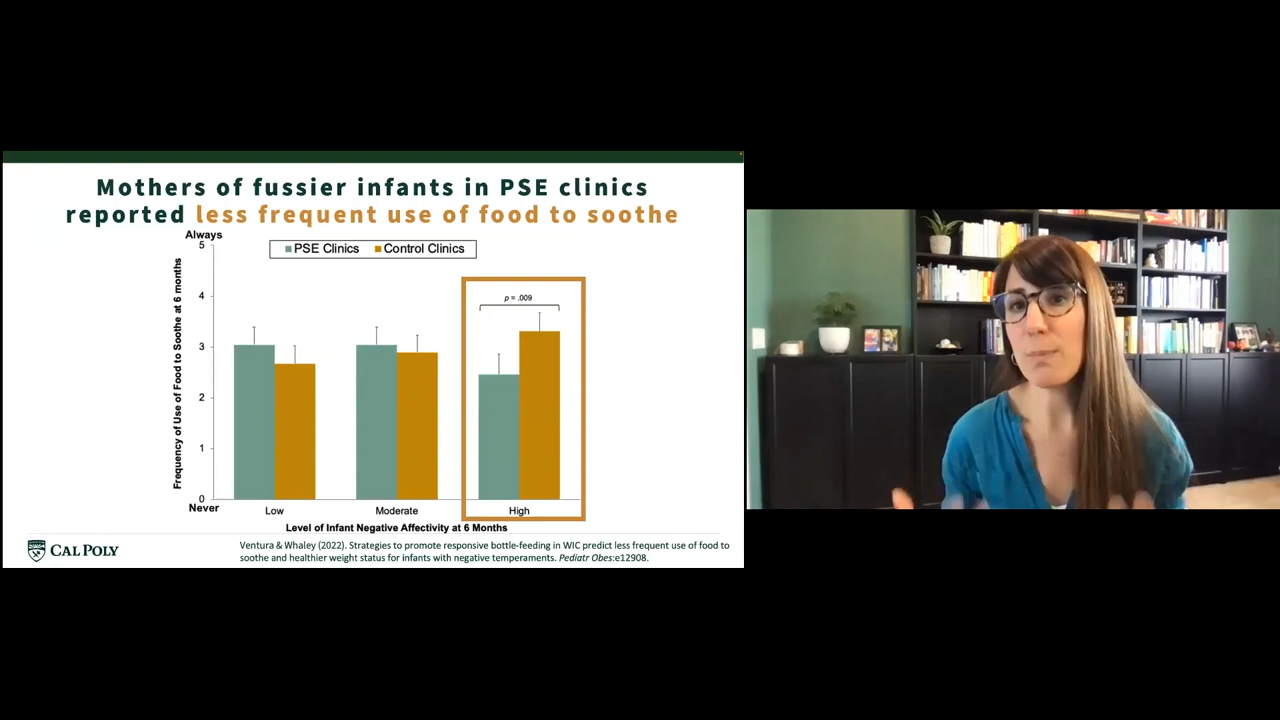 Mothers of fussier infants in PSE clinics
reported less frequent use of food to soothe
Always
PSE Clinics Control Clinics
5
4
3
2
1
0
Never
Frequency of Use of Food to Soothe at 6 months
p = .009
Low Moderate High
Level of Infant Negative Affectivity at 6 Months
CAL POLY
Ventura & Whaley (2022). Strategies to promote responsive bottle-feeding in WIC predict less frequent use of food to
soothe and healthier weight status for infants with negative temperaments. Pediatr Obes:e12908.